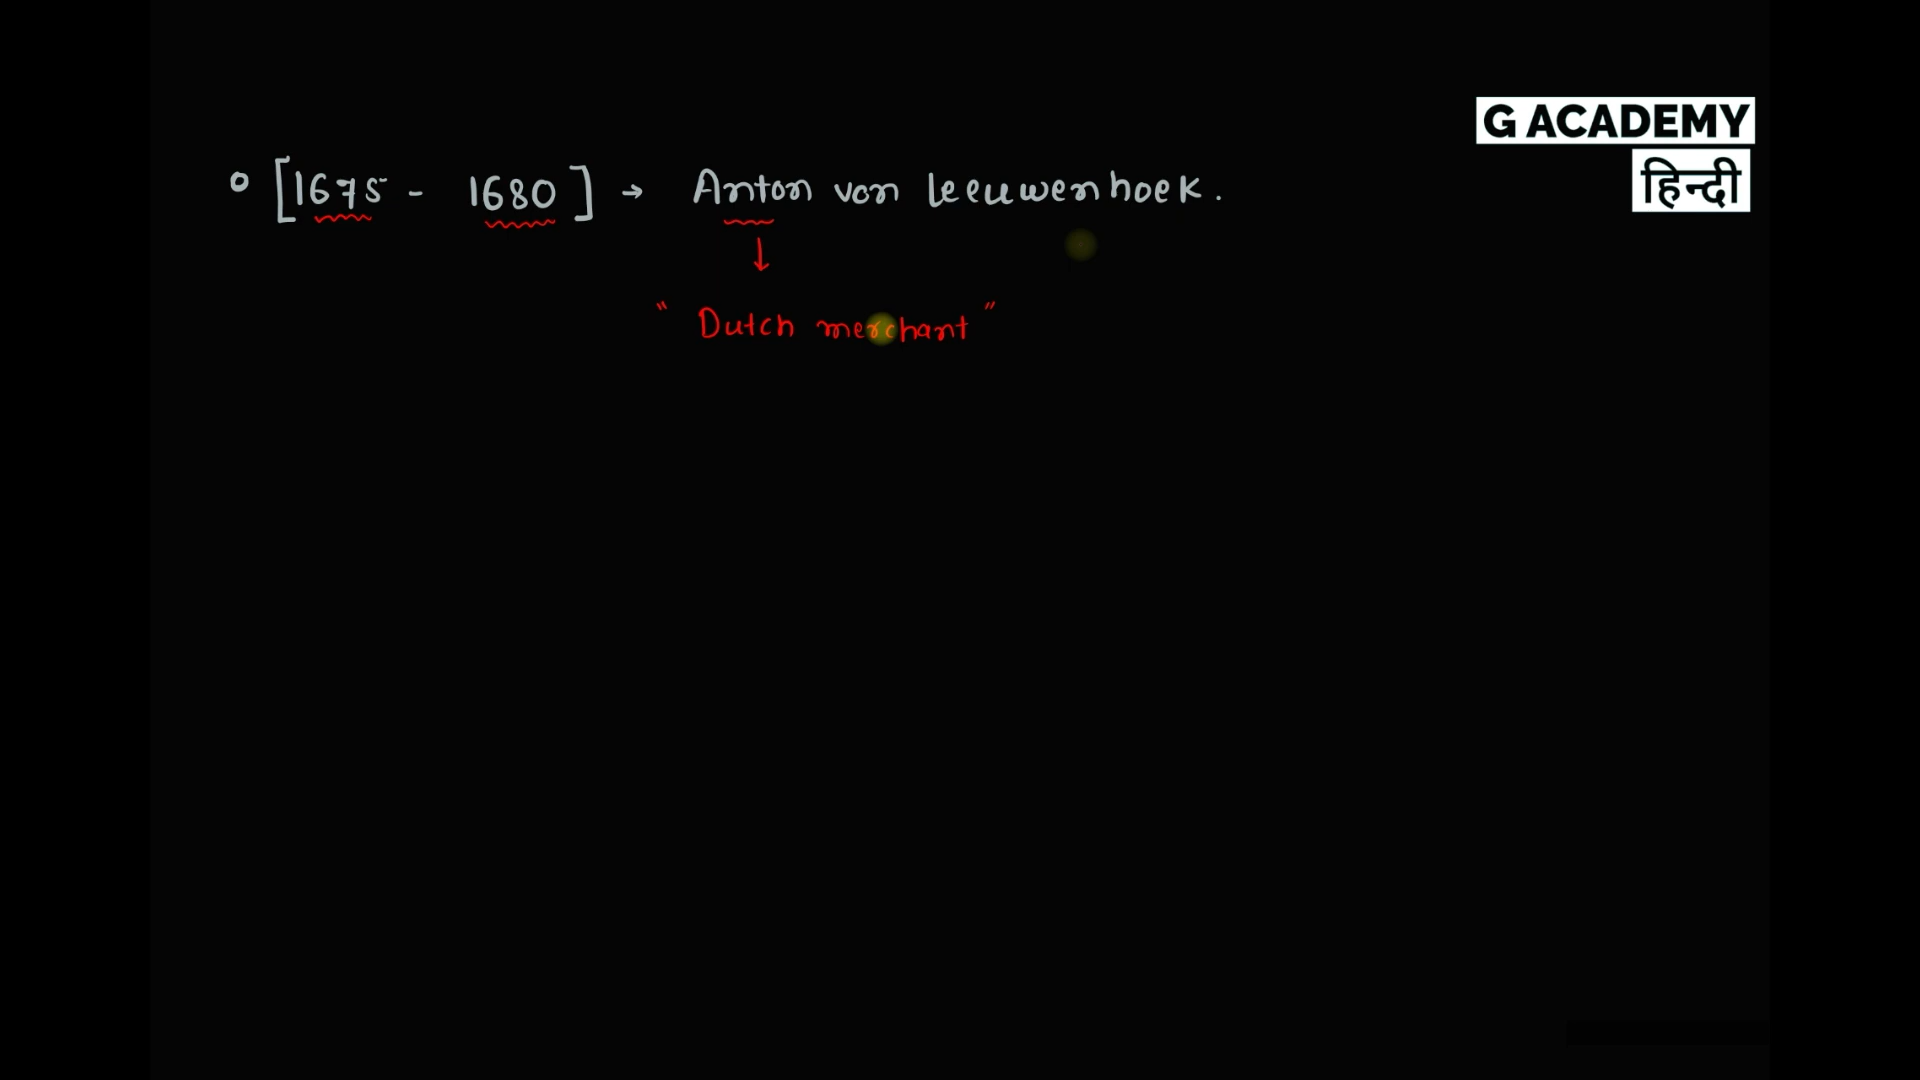 G ACADEMY
हिन्दी
[1675 - 1680] → Anton von Leeuwenhoek.
↓
" Dutch merchant "